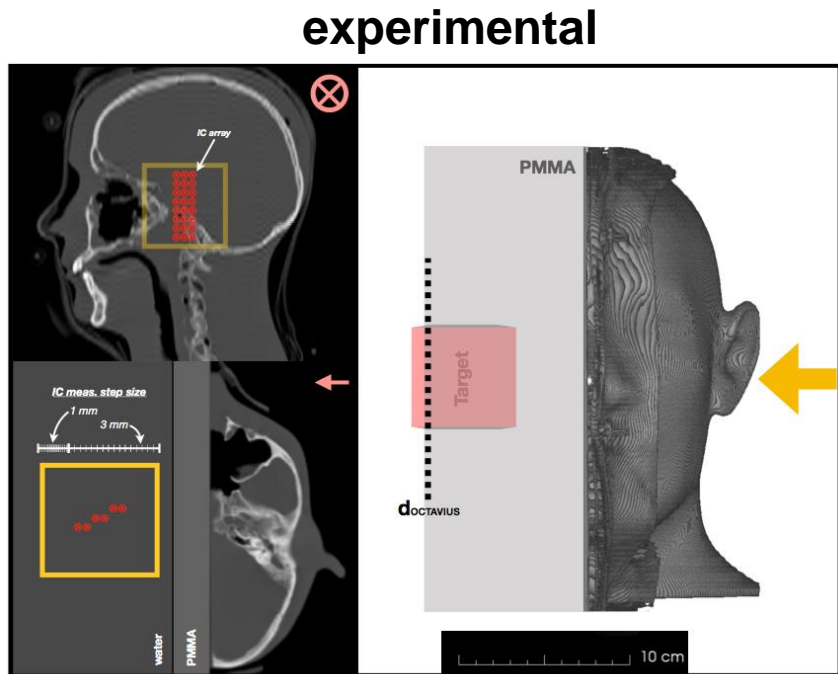 experimental
IC array
IC meas. step size
1 mm
3 mm
water
PMMA
PMMA
Target
dOCTAVIUS
10 cm